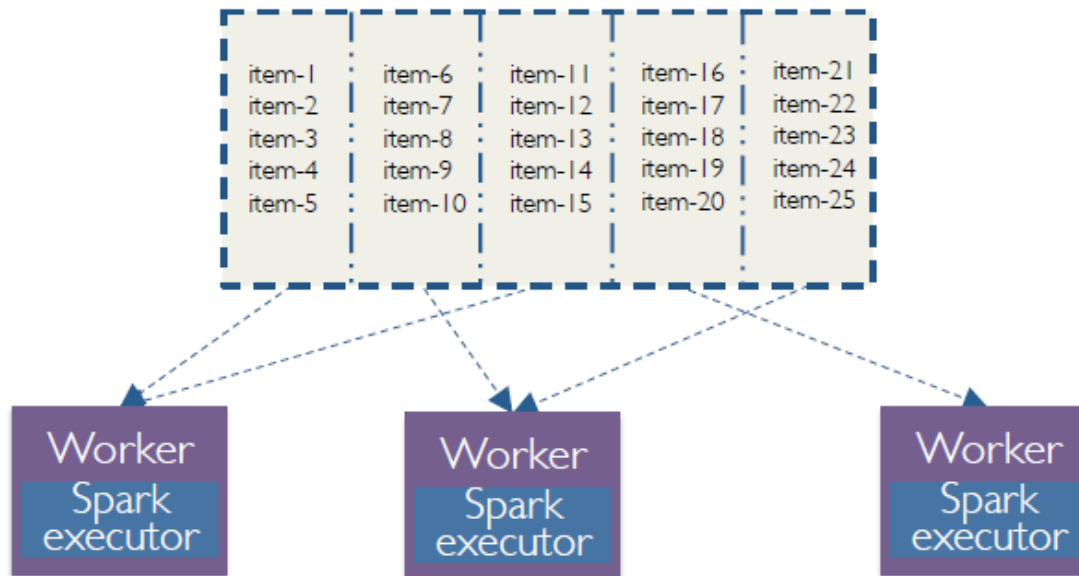 item-1
item-2
item-3
item-4
item-5
item-6
item-7
item-8
item-9
item-10
item-11
item-12
item-13
item-14
item-15
item-16
item-17
item-18
item-19
item-20
item-21
item-22
item-23
item-24
item-25
Worker
Spark
executor
Worker
Spark
executor
Worker
Spark
executor